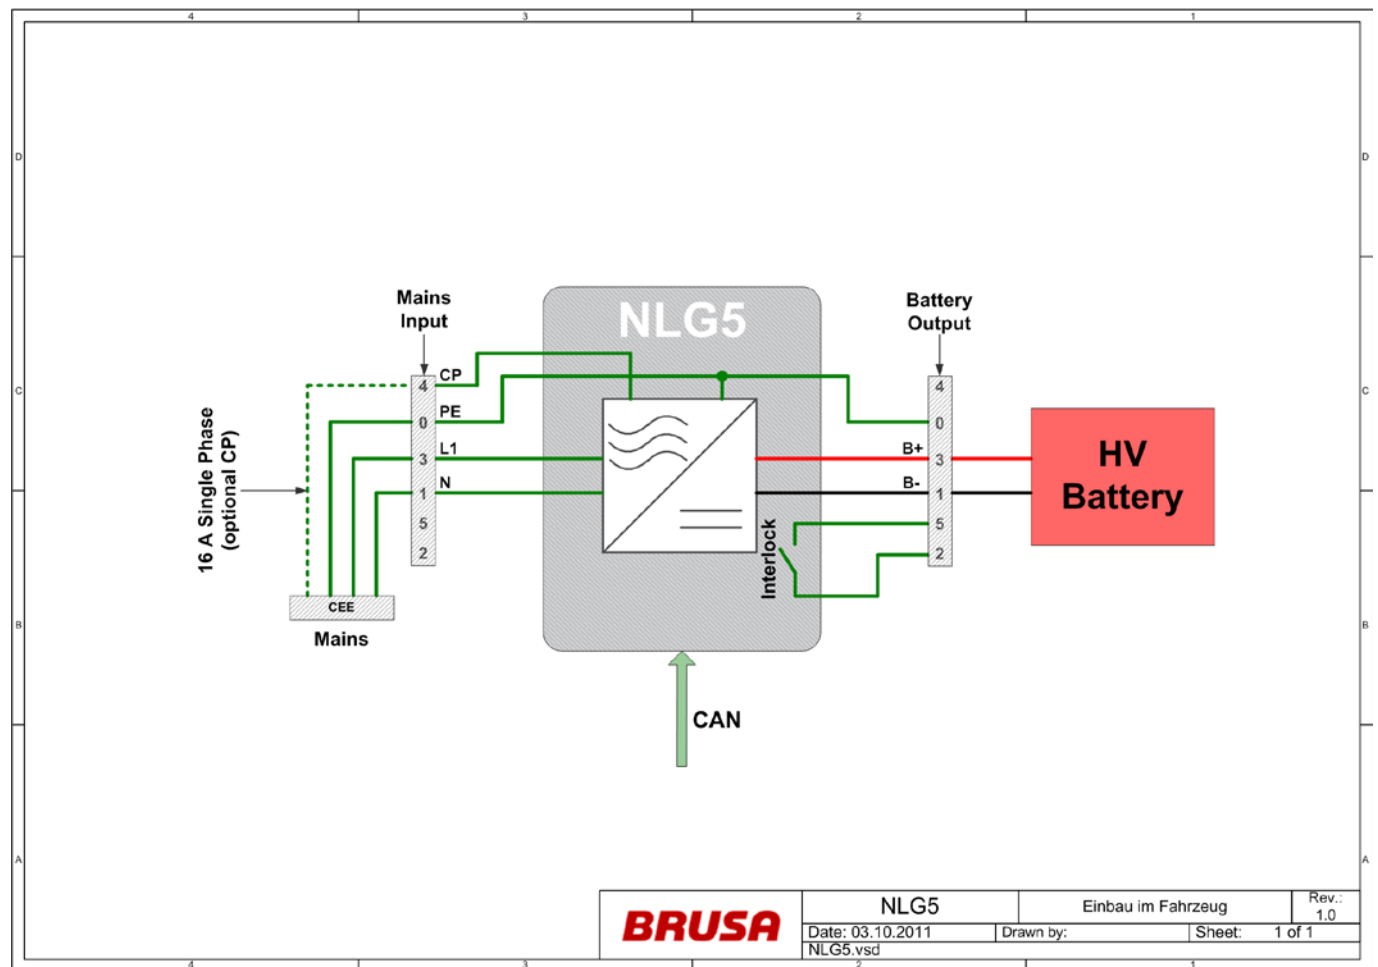 4 3 2 1
D D
C C
B B
A A
NLG5
Mains
Input
Battery
Output
4
0
3
1
5
2
CP
PE
L1
N
16 A Single Phase
(optional CP)
CEE
Mains
B+
B-
4
0
3
1
5
2
Interlock
HV
Battery
CAN
BRUSA
NLG5 Einbau im Fahrzeug Rev.:
1.0
Date: 03.10.2011 Drawn by: Sheet: 1 of 1
NLG5.vsd
4 3 2 1